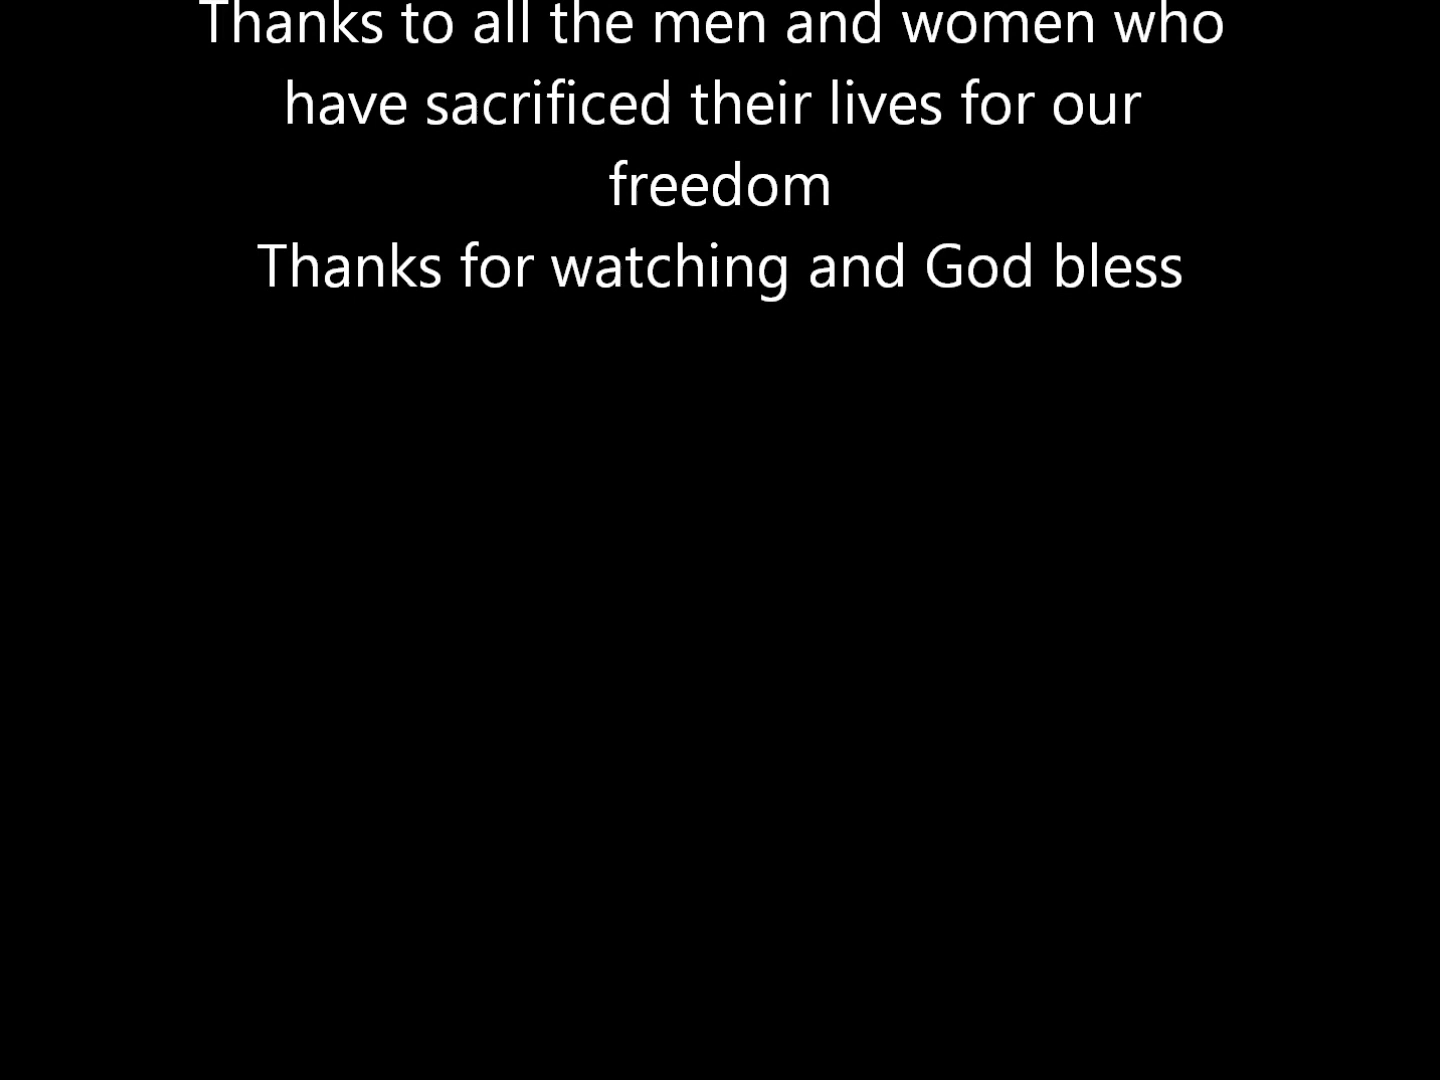 Thanks to all the men and women who
have sacrificed their lives for our
freedom
Thanks for watching and God bless